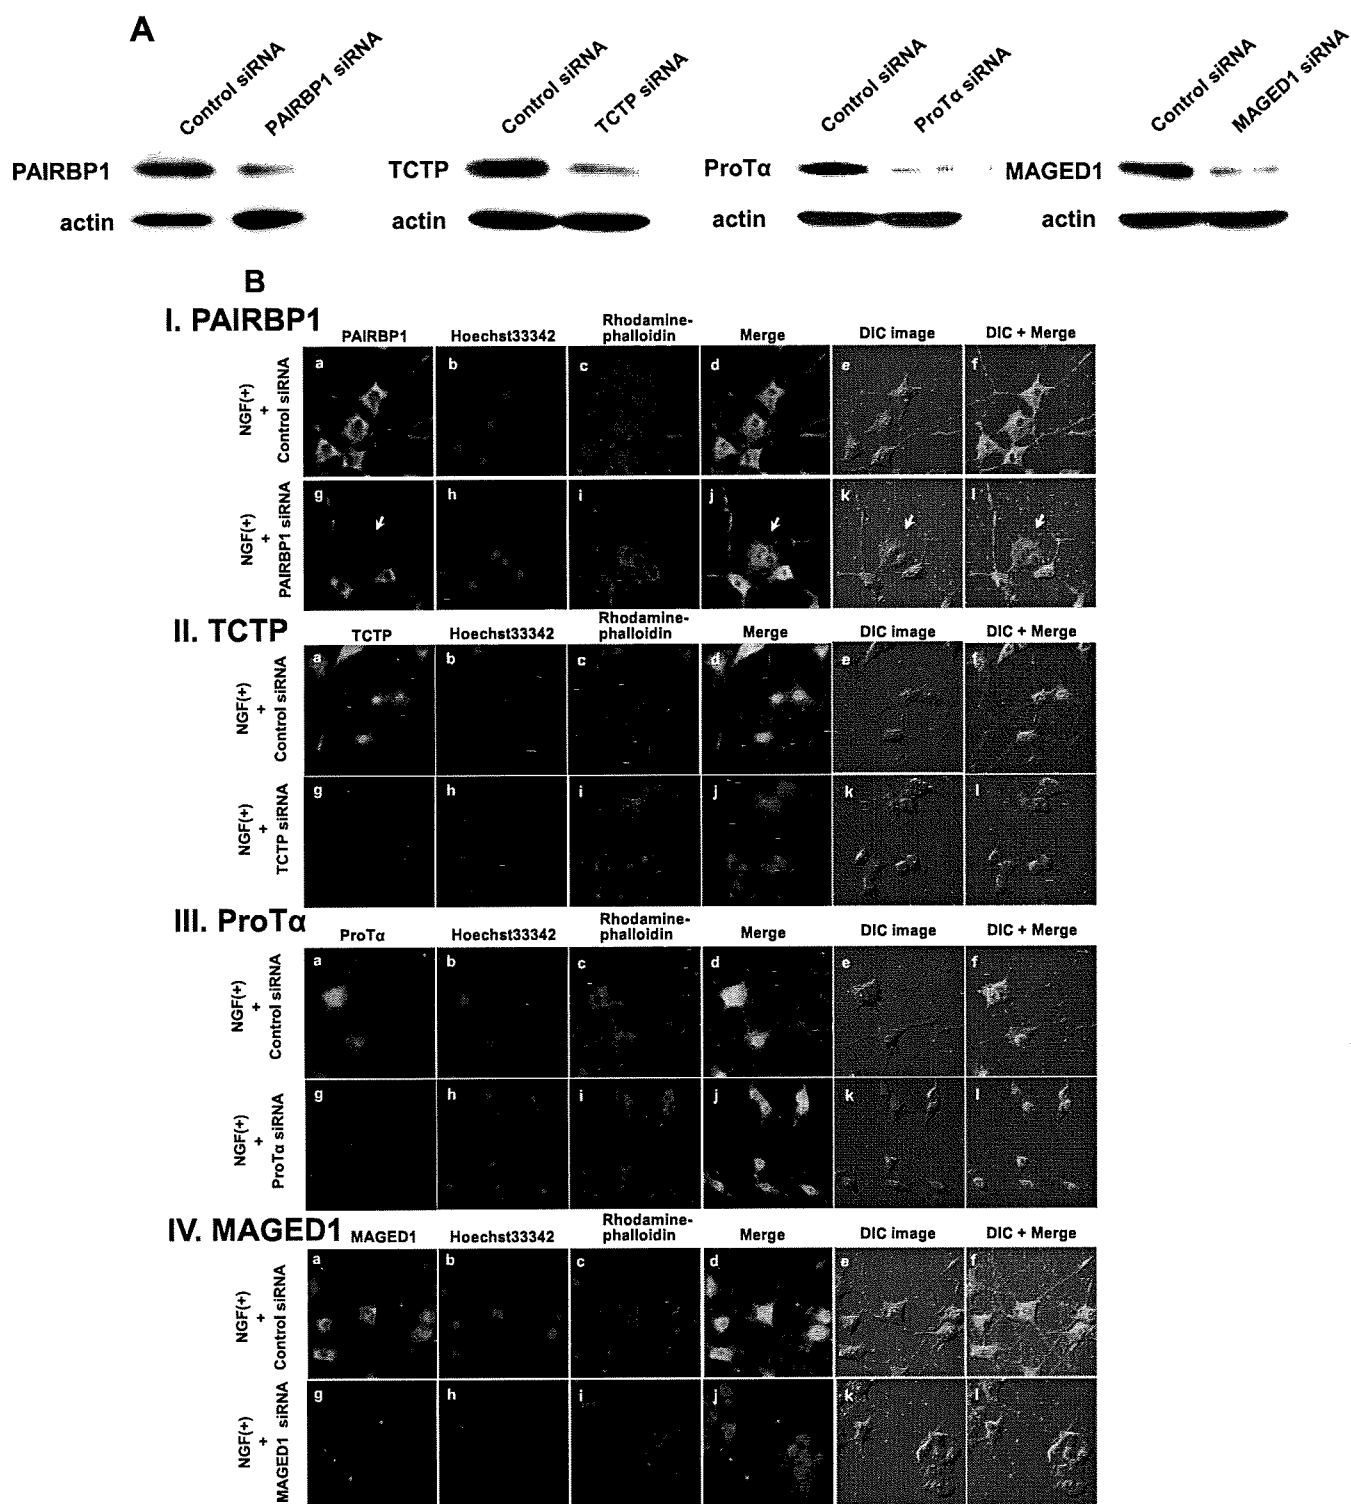 A
Control siRNA
PAIRBP1 siRNA
Control siRNA
TCTP siRNA
Control siRNA
ProTα siRNA
Control siRNA
MAGED1 siRNA
PAIRBP1
TCTP
ProTα
MAGED1
actin
actin
actin
actin
B
I. PAIRBP1
PAIRBP1
Hoechst33342
Rhodamine-
phalloidin
Merge
DIC image
DIC + Merge
NGF(+)
+
Control siRNA
a
b
c
d
e
f
NGF(+)
+
PAIRBP1 siRNA
g
h
i
j
k
l
II. TCTP
TCTP
Hoechst33342
Rhodamine-
phalloidin
Merge
DIC image
DIC + Merge
NGF(+)
+
Control siRNA
a
b
c
d
e
f
NGF(+)
+
TCTP siRNA
g
h
i
j
k
l
III. ProTα
ProTα
Hoechst33342
Rhodamine-
phalloidin
Merge
DIC image
DIC + Merge
NGF(+)
+
Control siRNA
a
b
c
d
e
f
NGF(+)
+
ProTα siRNA
g
h
i
j
k
l
IV. MAGED1
MAGED1
Hoechst33342
Rhodamine-
phalloidin
Merge
DIC image
DIC + Merge
NGF(+)
+
Control siRNA
a
b
c
d
e
f
NGF(+)
+
MAGED1 siRNA
g
h
i
j
k
l